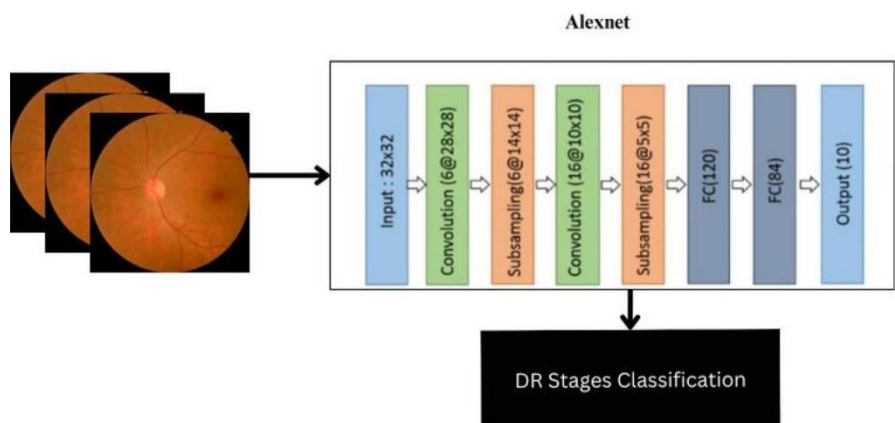 Alexnet
Input : 32x32
Convolution (6@28x28)
Subsampling(6@14x14)
Convolution (16@10x10)
Subsampling(16@5x5)
FC(120)
FC(84)
Output (10)
DR Stages Classification